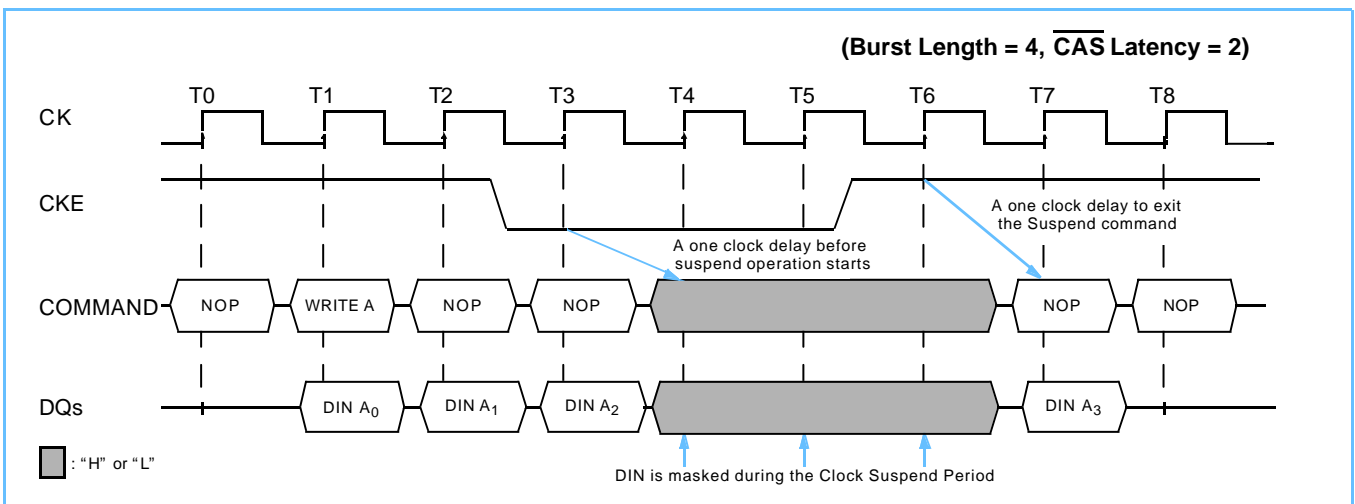 (Burst Length = 4, CAS Latency = 2)
T0 T1 T2 T3 T4 T5 T6 T7 T8
CK
CKE
A one clock delay to exit
the Suspend command
A one clock delay before
suspend operation starts
COMMAND NOP WRITE A NOP NOP NOP NOP
DQs DIN A0 DIN A1 DIN A2 DIN A3
: "H" or "L"
DIN is masked during the Clock Suspend Period